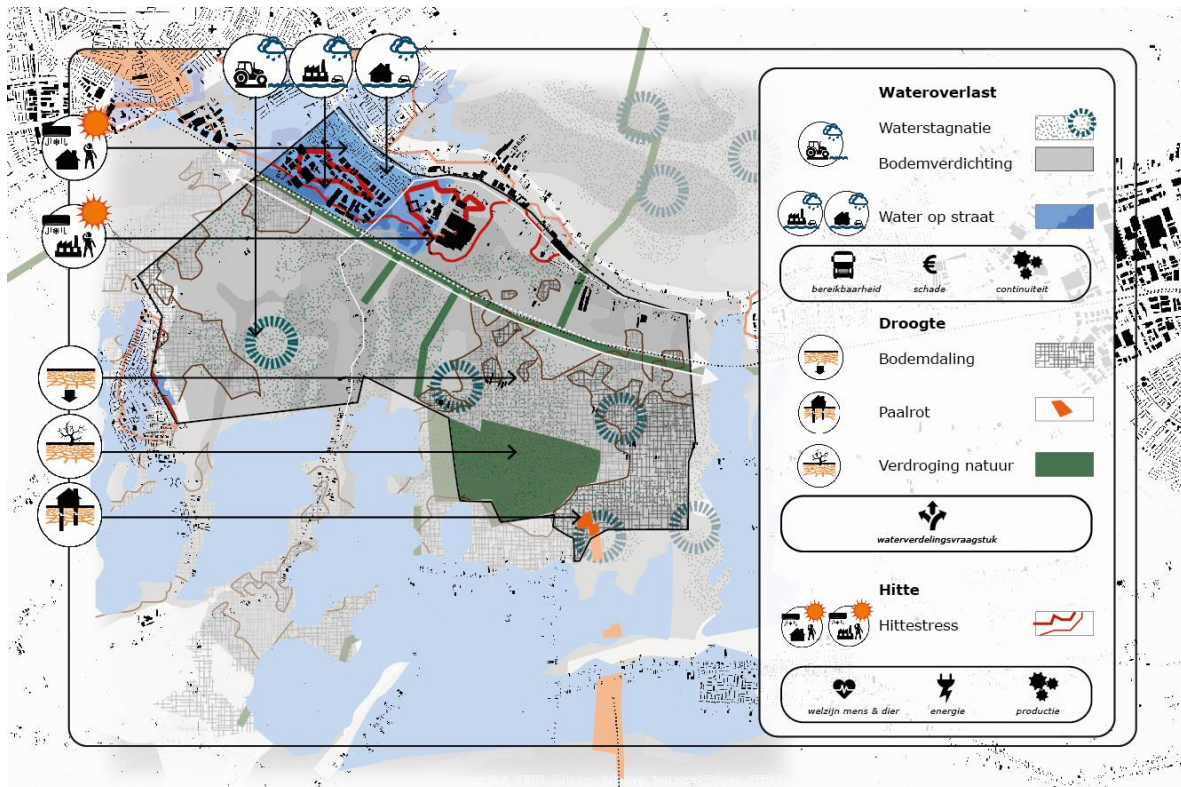 Wateroverlast
Waterstagnatie
Bodemverdichting
Water op straat
bereikbaarheid
€
schade
continuiteit
Droogte
Bodemdaling
Paalrot
Verdroging natuur
waterverdelingsvraagstuk
Hitte
Hittestress
welzijn mens & dier
energie
productie